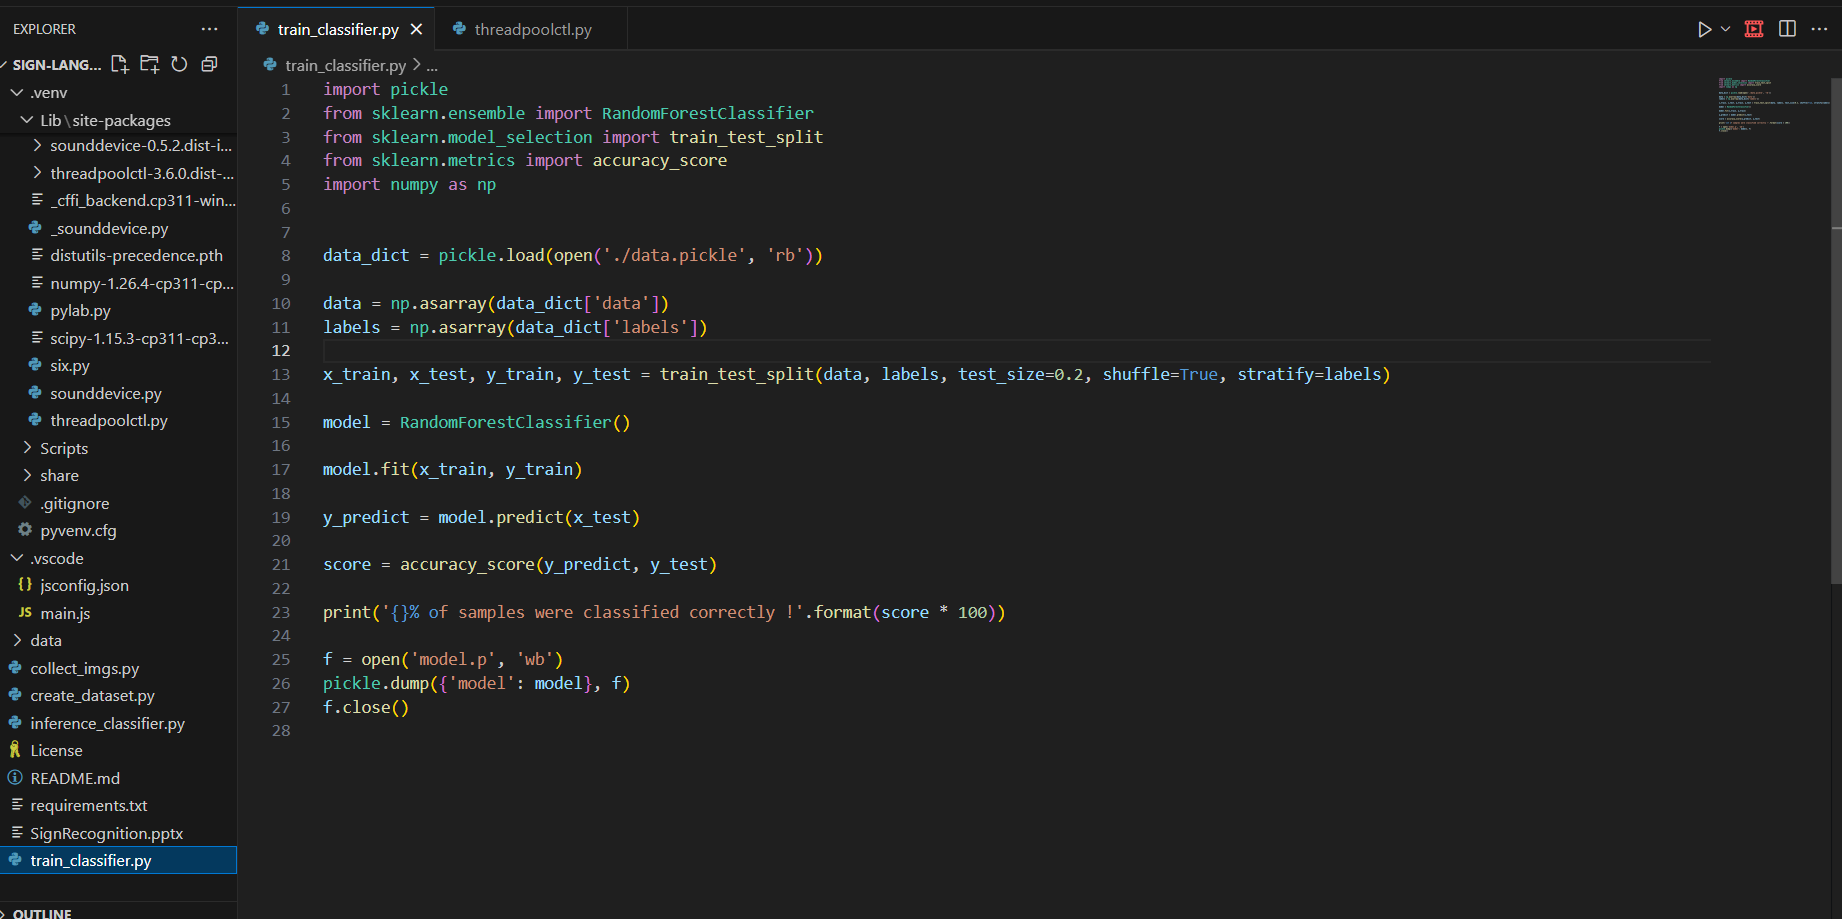 EXPLORER
SIGN-LANG...
.venv
Lib\site-packages
sounddevice-0.5.2.dist-i...
threadpoolctl-3.6.0.dist-...
_cffi_backend.cp311-win...
_sounddevice.py
distutils-precedence.pth
numpy-1.26.4-cp311-cp...
pylab.py
scipy-1.15.3-cp311-cp3...
six.py
sounddevice.py
threadpoolctl.py
Scripts
share
.gitignore
pyvenv.cfg
.vscode
{} jsconfig.json
JS main.js
data
collect_imgs.py
create_dataset.py
inference_classifier.py
License
README.md
requirements.txt
SignRecognition.pptx
train_classifier.py
OUTLINE
train_classifier.py
threadpoolctl.py
train_classifier.py > ...
1 import pickle
2 from sklearn.ensemble import RandomForestClassifier
3 from sklearn.model_selection import train_test_split
4 from sklearn.metrics import accuracy_score
5 import numpy as np
6
7
8 data_dict = pickle.load(open('./data.pickle', 'rb'))
9
10 data = np.asarray(data_dict['data'])
11 labels = np.asarray(data_dict['labels'])
12
13 x_train, x_test, y_train, y_test = train_test_split(data, labels, test_size=0.2, shuffle=True, stratify=labels)
14
15 model = RandomForestClassifier()
16
17 model.fit(x_train, y_train)
18
19 y_predict = model.predict(x_test)
20
21 score = accuracy_score(y_predict, y_test)
22
23 print('{}% of samples were classified correctly !'.format(score * 100))
24
25 f = open('model.p', 'wb')
26 pickle.dump({'model': model}, f)
27 f.close()
28